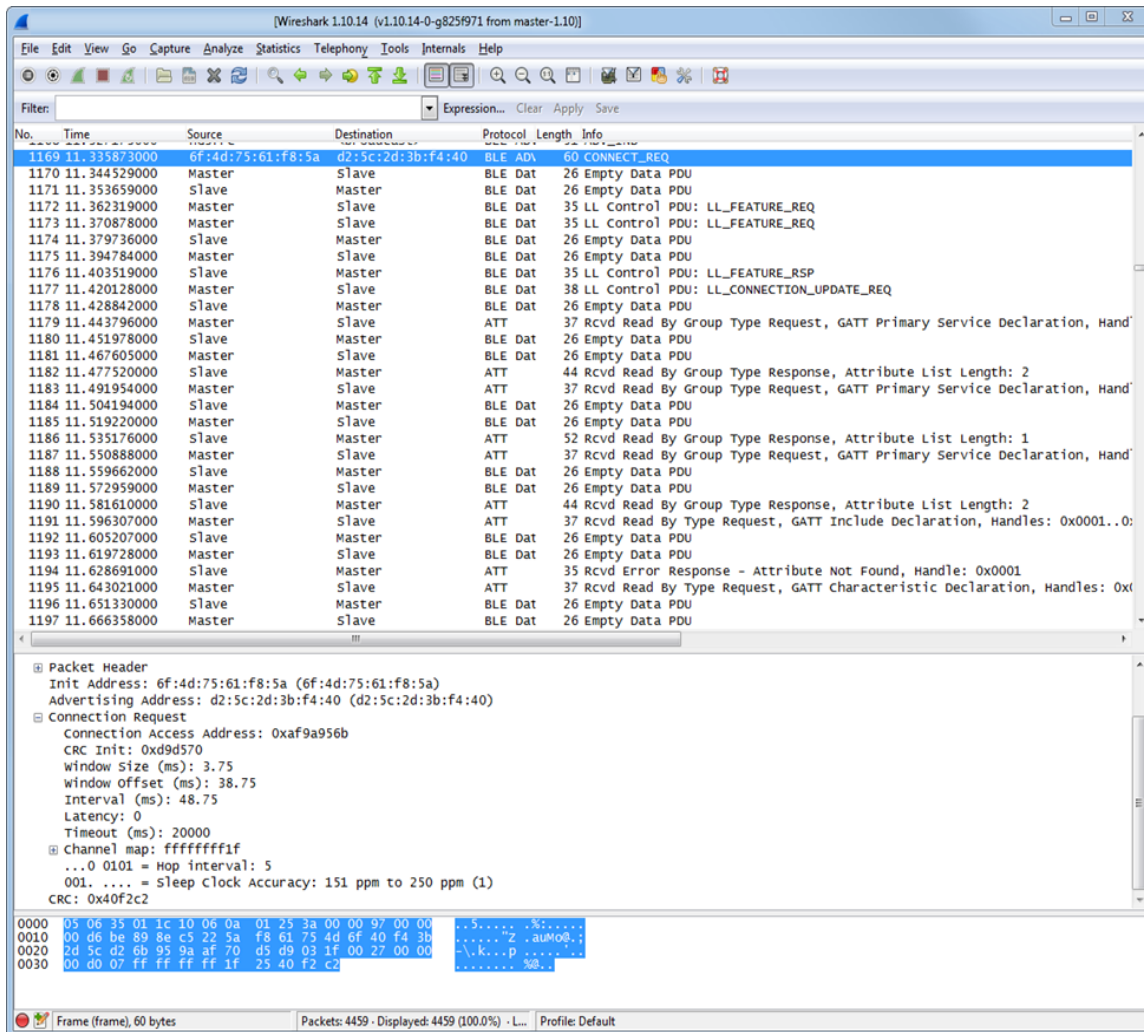 [Wireshark 1.10.14 (v1.10.14-0-g825f971 from master-1.10)]
File Edit View Go Capture Analyze Statistics Telephony Tools Internals Help
Filter: Expression... Clear Apply Save
No. Time Source Destination Protocol Length Info
1169 11.335873000 6f:4d:75:61:f8:5a d2:5c:2d:3b:f4:40 BLE AD 60 CONNECT_REQ
1170 11.344529000 Master Slave BLE Dat 26 Empty Data PDU
1171 11.353659000 Slave Master BLE Dat 26 Empty Data PDU
1172 11.362319000 Master Slave BLE Dat 35 LL Control PDU: LL_FEATURE_REQ
1173 11.370878000 Master Slave BLE Dat 35 LL Control PDU: LL_FEATURE_REQ
1174 11.379736000 Slave Master BLE Dat 26 Empty Data PDU
1175 11.394784000 Slave Master BLE Dat 26 Empty Data PDU
1176 11.403519000 Slave Master BLE Dat 35 LL Control PDU: LL_FEATURE_RSP
1177 11.420128000 Master Slave BLE Dat 38 LL Control PDU: LL_CONNECTION_UPDATE_REQ
1178 11.428842000 Slave Master BLE Dat 26 Empty Data PDU
1179 11.443796000 Master Slave ATT 37 Rcvd Read By Group Type Request, GATT Primary Service Declaration, Hand
1180 11.451978000 Slave Master BLE Dat 26 Empty Data PDU
1181 11.467605000 Master Slave BLE Dat 26 Empty Data PDU
1182 11.477520000 Slave Master ATT 44 Rcvd Read By Group Type Response, Attribute List Length: 2
1183 11.491954000 Master Slave ATT 37 Rcvd Read By Group Type Request, GATT Primary Service Declaration, Hand
1184 11.504194000 Slave Master BLE Dat 26 Empty Data PDU
1185 11.519220000 Slave Master BLE Dat 26 Empty Data PDU
1186 11.535176000 Slave Master ATT 52 Rcvd Read By Group Type Response, Attribute List Length: 1
1187 11.550888000 Slave Master ATT 37 Rcvd Read By Group Type Request, GATT Primary Service Declaration, Hand
1188 11.559662000 Slave Master BLE Dat 26 Empty Data PDU
1189 11.572959000 Master Slave BLE Dat 26 Empty Data PDU
1190 11.581610000 Master Slave ATT 44 Rcvd Read By Group Type Response, Attribute List Length: 2
1191 11.596307000 Master Slave ATT 37 Rcvd Read By Type Request, GATT Include Declaration, Handles: 0x0001..0x
1192 11.605207000 Master Slave BLE Dat 26 Empty Data PDU
1193 11.619728000 Master Slave BLE Dat 26 Empty Data PDU
1194 11.628691000 Master Slave ATT 35 Rcvd Error Response - Attribute Not Found, Handle: 0x0001
1195 11.643021000 Master Slave ATT 37 Rcvd Read By Type Request, GATT Characteristic Declaration, Handles: 0x0
1196 11.651330000 Slave Master BLE Dat 26 Empty Data PDU
1197 11.666358000 Master Slave BLE Dat 26 Empty Data PDU
Packet Header
Init Address: 6f:4d:75:61:f8:5a (6f:4d:75:61:f8:5a)
Advertising Address: d2:5c:2d:3b:f4:40 (d2:5c:2d:3b:f4:40)
Connection Request
Connection Access Address: 0xaf9a956b
CRC Init: 0xd9d570
Window Size (ms): 3.75
Window Offset (ms): 38.75
Interval (ms): 48.75
Latency: 0
Timeout (ms): 20000
Channel map: ffffffff1f
...0 0101 = Hop interval: 5
001. .... = Sleep Clock Accuracy: 151 ppm to 250 ppm (1)
CRC: 0x40f2c2
0000 05 06 35 01 1c 10 06 0a 01 25 3a 00 00 97 00 00 ..5..... .%:.....
0010 00 d6 be 89 8e c5 22 5a f8 61 75 4d 6f 40 f4 3b ......"Z .auMo@.;
0020 2d 5c d2 6b 95 9a af 70 d5 d9 03 1f 00 27 00 00 -\.k...p .....'..
0030 00 d0 07 ff ff ff ff 1f 25 40 f2 c2 ........ %@..
Frame (frame), 60 bytes Packets: 4459 · Displayed: 4459 (100.0%) · L... Profile: Default